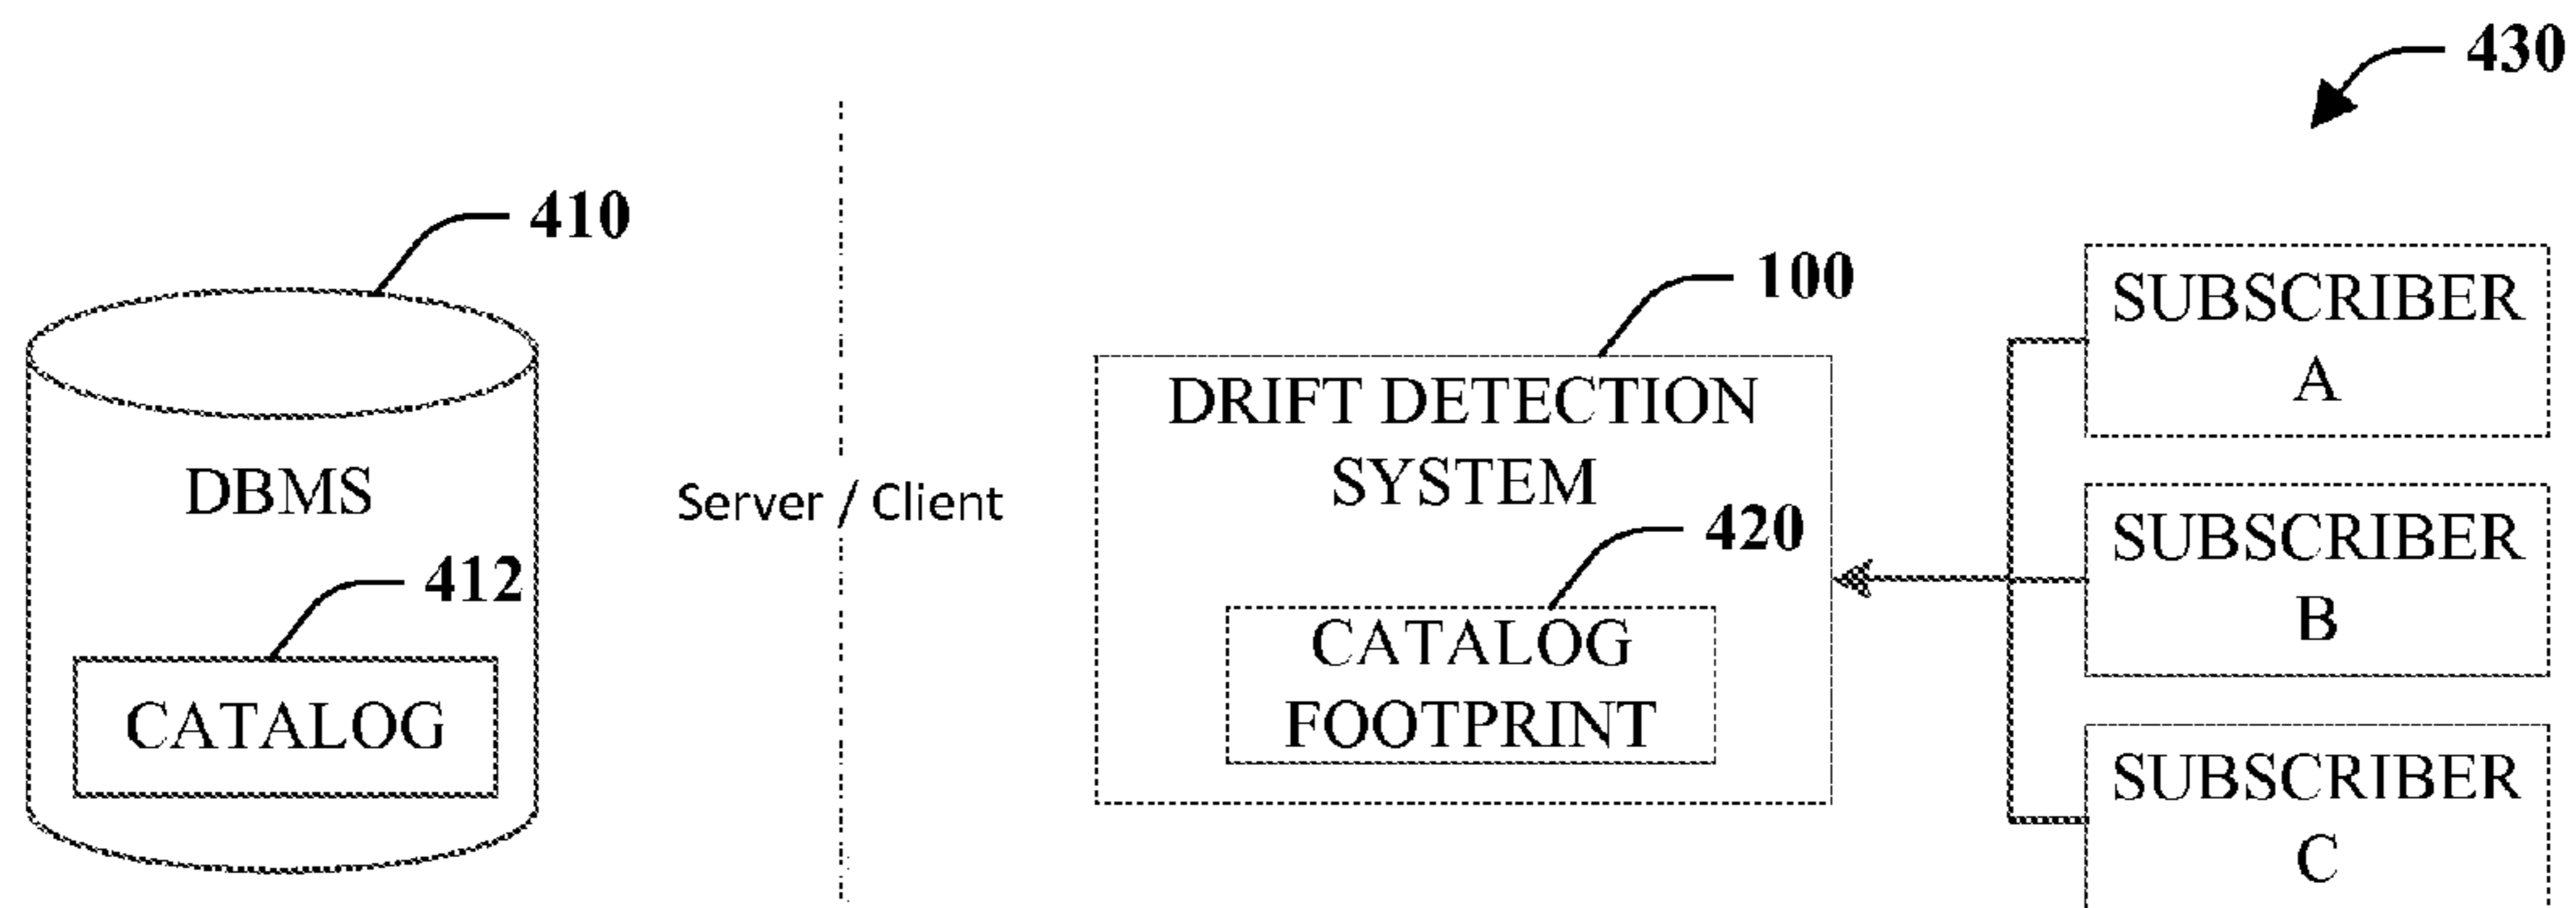 430
410
100
SUBSCRIBER
A
DRIFT DETECTION
SYSTEM
DBMS
Server / Client
420
SUBSCRIBER
B
412
CATALOG
FOOTPRINT
CATALOG
SUBSCRIBER
C